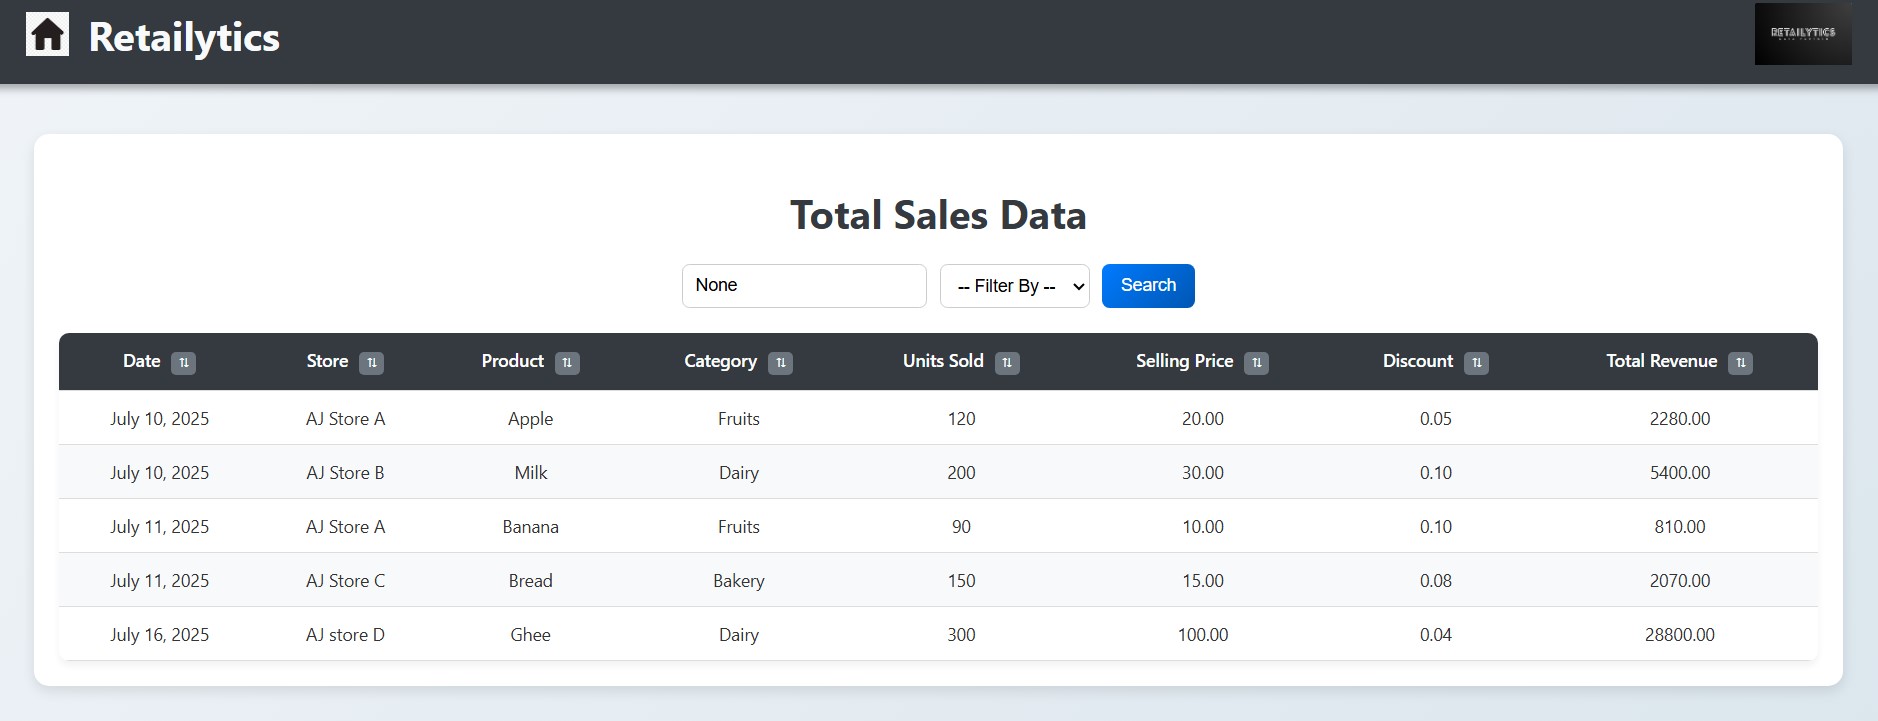 Retailytics
RETAILYTICS
Total Sales Data
None -- Filter By -- Search
Date ⇅ Store ⇅ Product ⇅ Category ⇅ Units Sold ⇅ Selling Price ⇅ Discount ⇅ Total Revenue ⇅
July 10, 2025 AJ Store A Apple Fruits 120 20.00 0.05 2280.00
July 10, 2025 AJ Store B Milk Dairy 200 30.00 0.10 5400.00
July 11, 2025 AJ Store A Banana Fruits 90 10.00 0.10 810.00
July 11, 2025 AJ Store C Bread Bakery 150 15.00 0.08 2070.00
July 16, 2025 AJ store D Ghee Dairy 300 100.00 0.04 28800.00